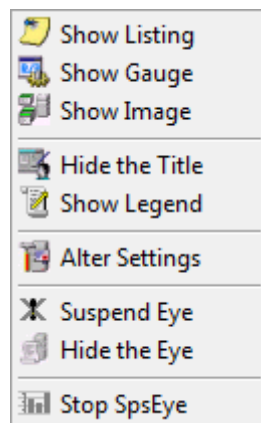 Show Listing
Show Gauge
Show Image
Hide the Title
Show Legend
Alter Settings
Suspend Eye
Hide the Eye
Stop SpsEye